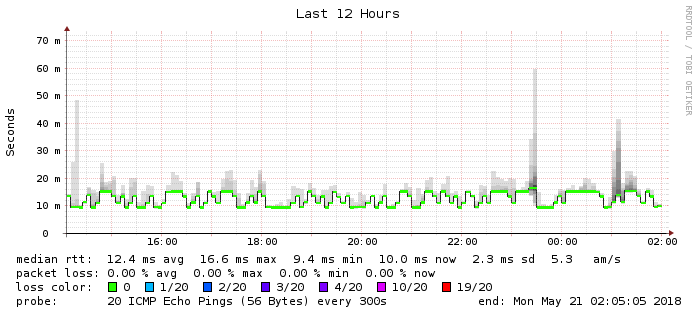 Last 12 Hours
RRDTOOL / TOBI OETIKER
Seconds
70 m
60 m
50 m
40 m
30 m
20 m
10 m
0
16:00 18:00 20:00 22:00 00:00 02:00
median rtt: 12.4 ms avg 16.6 ms max 9.4 ms min 10.0 ms now 2.3 ms sd 5.3 am/s
packet loss: 0.00 % avg 0.00 % max 0.00 % min 0.00 % now
loss color: 0 1/20 2/20 3/20 4/20 10/20 19/20
probe: 20 ICMP Echo Pings (56 Bytes) every 300s end: Mon May 21 02:05:05 2018